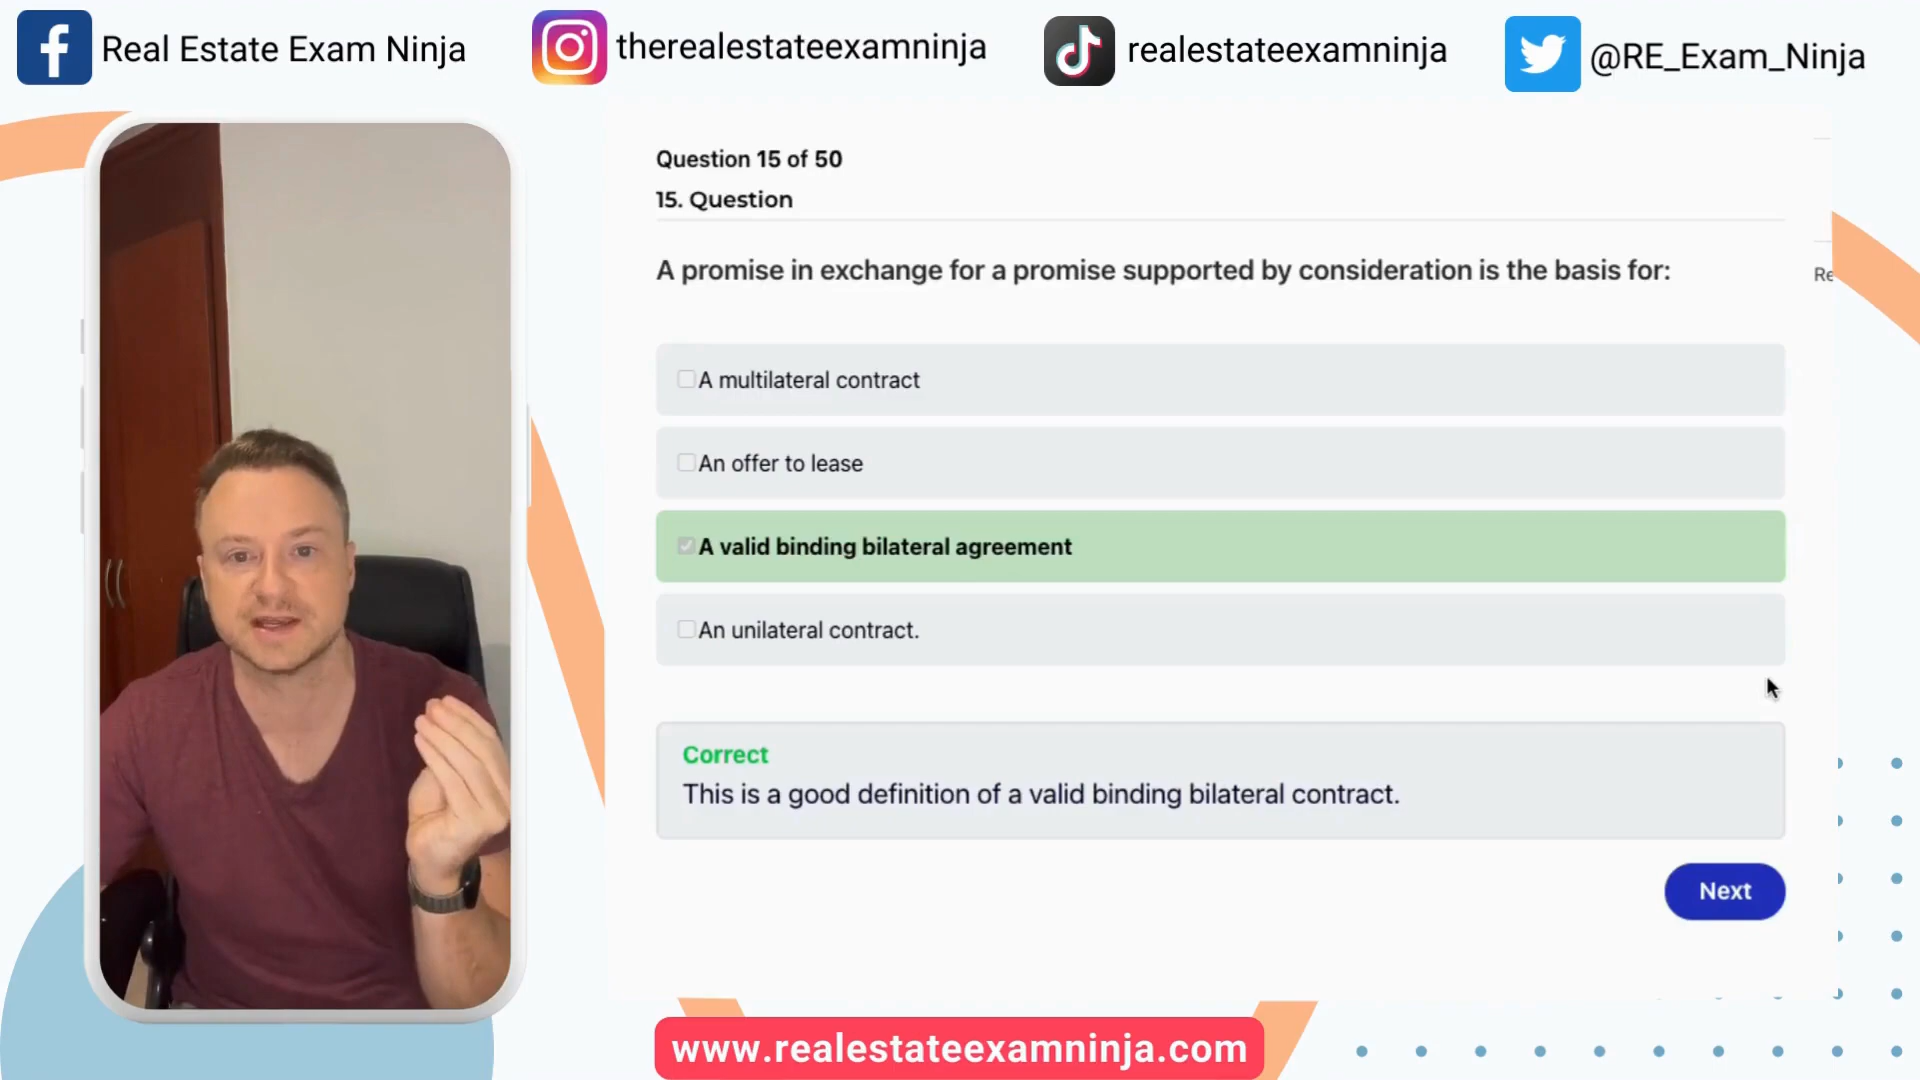 Real Estate Exam Ninja
therealestateexamninja
realestateexamninja
@RE_Exam_Ninja
Question 15 of 50
15. Question
A promise in exchange for a promise supported by consideration is the basis for:
Re
A multilateral contract
An offer to lease
A valid binding bilateral agreement
An unilateral contract.
Correct
This is a good definition of a valid binding bilateral contract.
Next
www.realestateexamninja.com